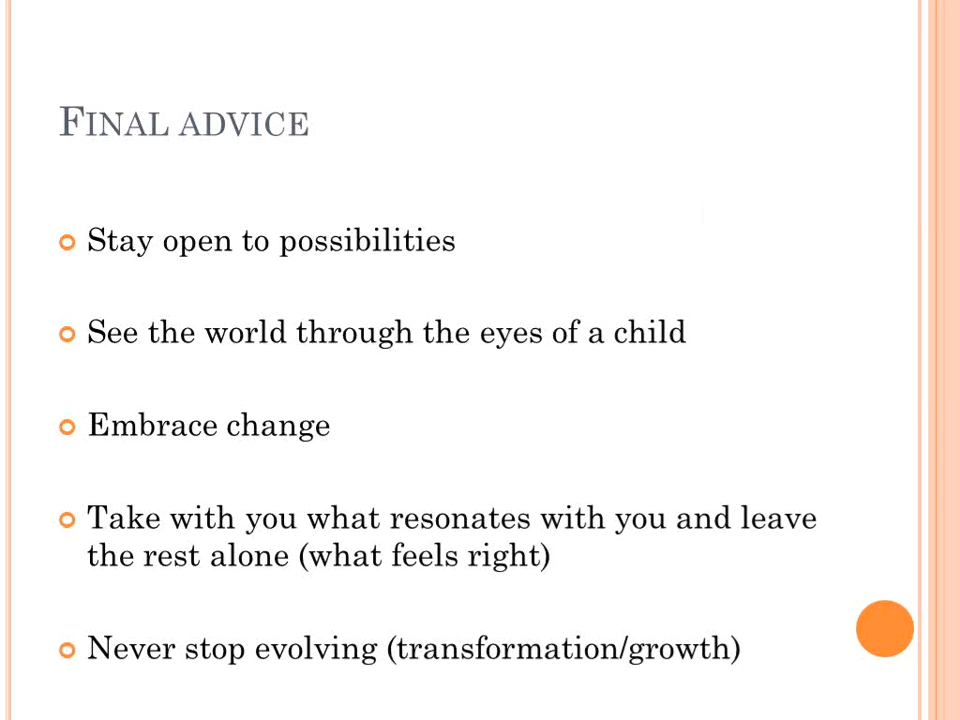 FINAL ADVICE
Stay open to possibilities
See the world through the eyes of a child
Embrace change
Take with you what resonates with you and leave
the rest alone (what feels right)
Never stop evolving (transformation/growth)